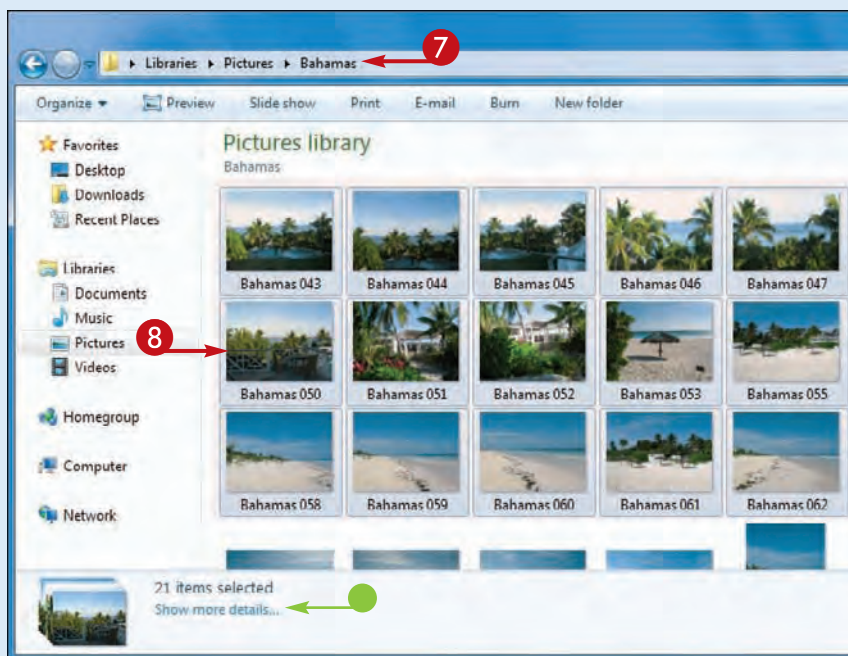 7
Libraries ▸ Pictures ▸ Bahamas
Organize Preview Slide show Print E-mail Burn New folder
Favorites
Desktop
Downloads
Recent Places
Libraries
Documents
Music
Pictures
Videos
Homegroup
Computer
Network
Pictures library
Bahamas
Bahamas 043 Bahamas 044 Bahamas 045 Bahamas 046 Bahamas 047
8
Bahamas 050 Bahamas 051 Bahamas 052 Bahamas 053 Bahamas 055
Bahamas 058 Bahamas 059 Bahamas 060 Bahamas 061 Bahamas 062
21 items selected
Show more details...